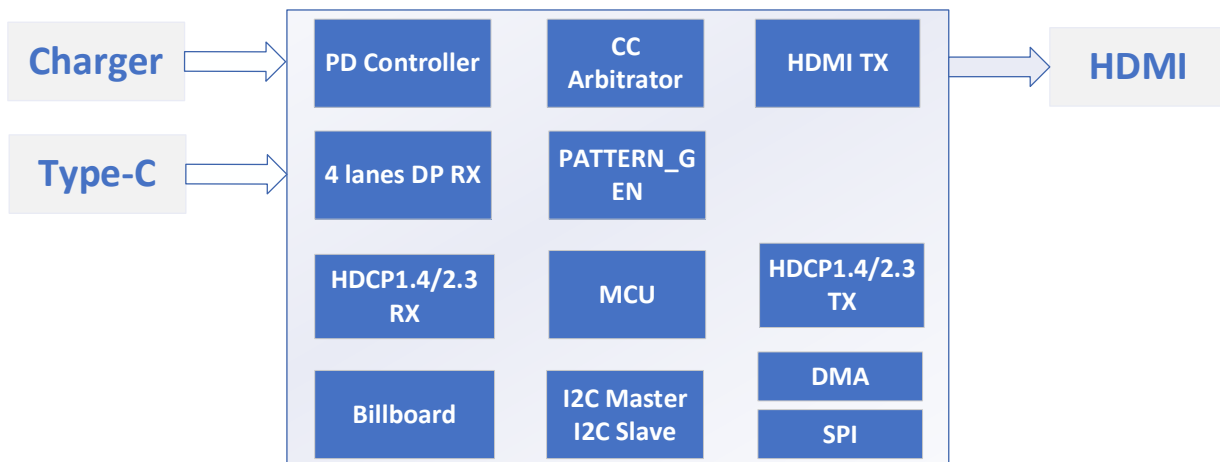 Charger
Type-C
PD Controller
CC
Arbitrator
HDMI TX
HDMI
4 lanes DP RX
PATTERN_G
EN
HDCP1.4/2.3
RX
MCU
HDCP1.4/2.3
TX
Billboard
I2C Master
I2C Slave
DMA
SPI